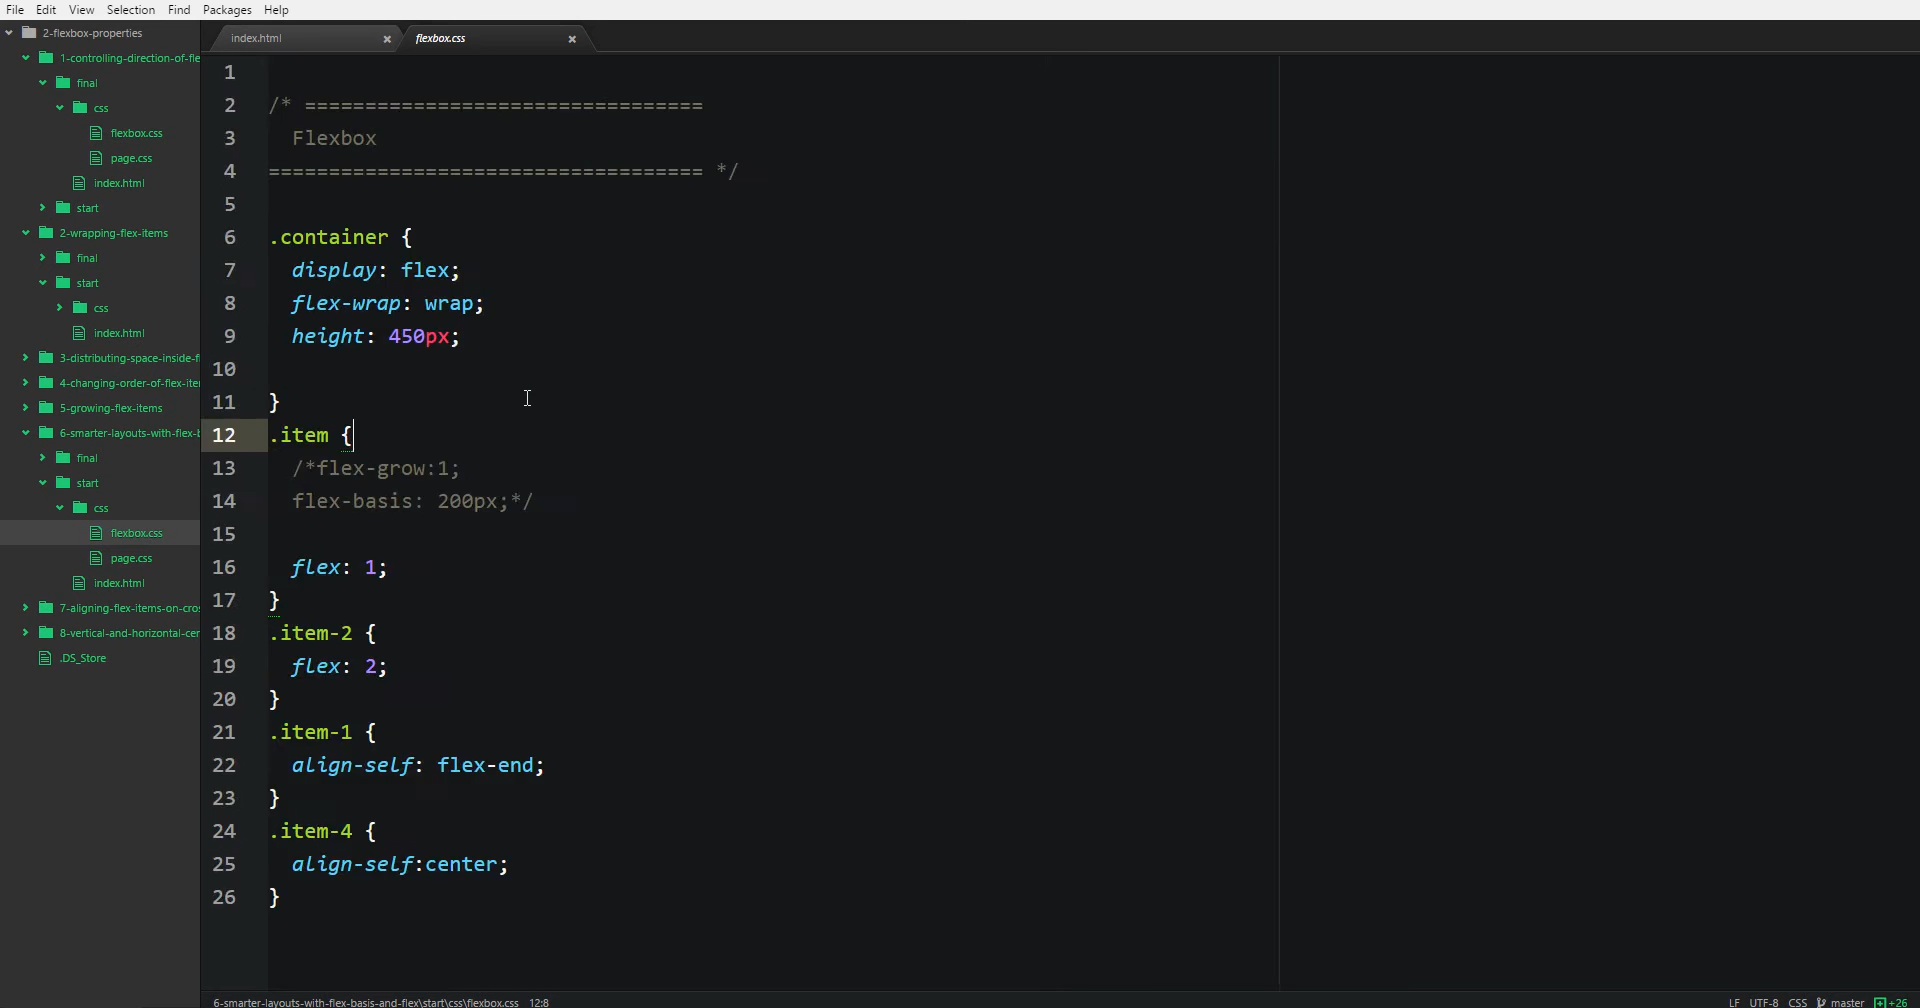 File Edit View Selection Find Packages Help
2-flexbox-properties
1-controlling-direction-of-fle
final
css
flexbox.css
page.css
index.html
start
2-wrapping-flex-items
final
start
css
index.html
3-distributing-space-inside-f
4-changing-order-of-flex-iter
5-growing-flex-items
6-smarter-layouts-with-flex-b
final
start
css
flexbox.css
page.css
index.html
7-aligning-flex-items-on-cros
8-vertical-and-horizontal-cer
.DS_Store
index.html × flexbox.css ×
1
2 /* =================================
3 Flexbox
4 ==================================== */
5
6 .container {
7 display: flex;
8 flex-wrap: wrap;
9 height: 450px;
10
11 }
12 .item {
13 /*flex-grow:1;
14 flex-basis: 200px;*/
15
16 flex: 1;
17 }
18 .item-2 {
19 flex: 2;
20 }
21 .item-1 {
22 align-self: flex-end;
23 }
24 .item-4 {
25 align-self:center;
26 }
6-smarter-layouts-with-flex-basis-and-flex\start\css\flexbox.css 12:8 LF UTF-8 CSS master +26